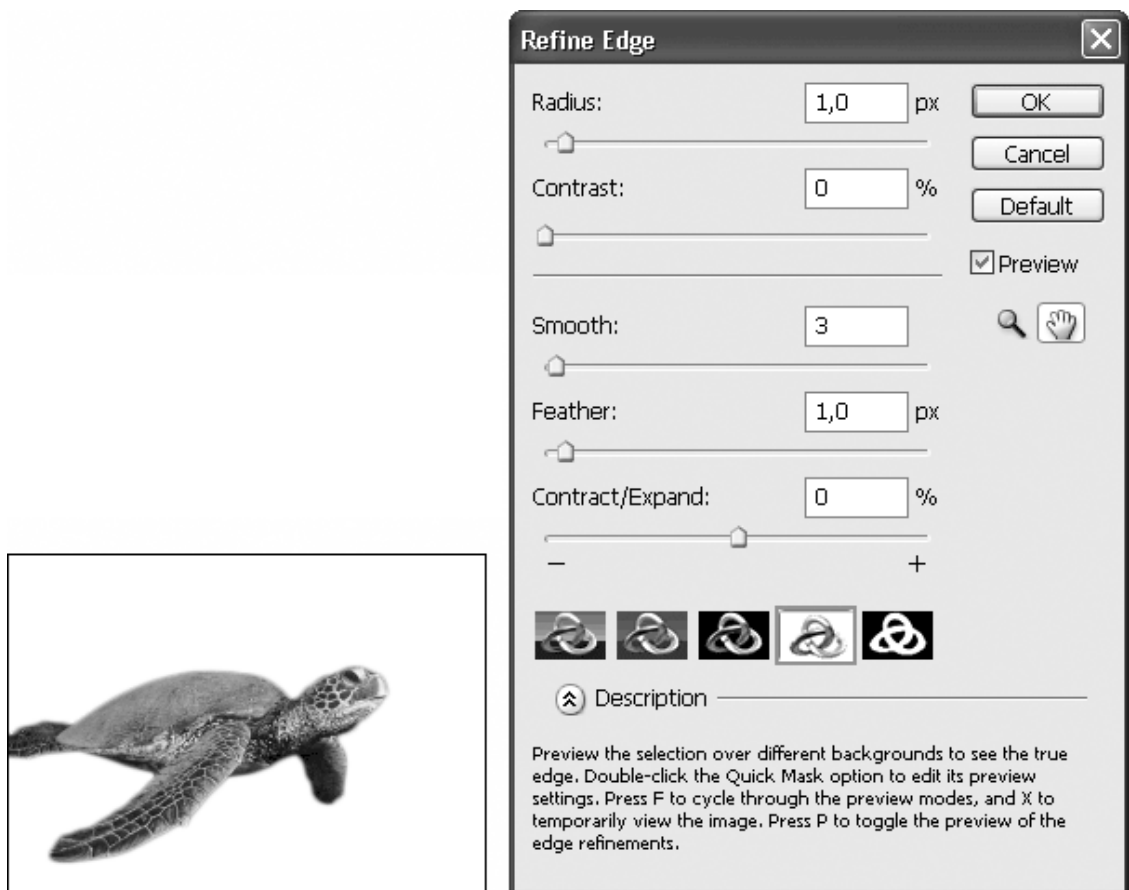 Refine Edge
Radius: 1,0 px
OK
Cancel
Contrast: 0 %
Default
Preview
Smooth: 3
Feather: 1,0 px
Contract/Expand: 0 %
− +
Description
Preview the selection over different backgrounds to see the true
edge. Double-click the Quick Mask option to edit its preview
settings. Press F to cycle through the preview modes, and X to
temporarily view the image. Press P to toggle the preview of the
edge refinements.